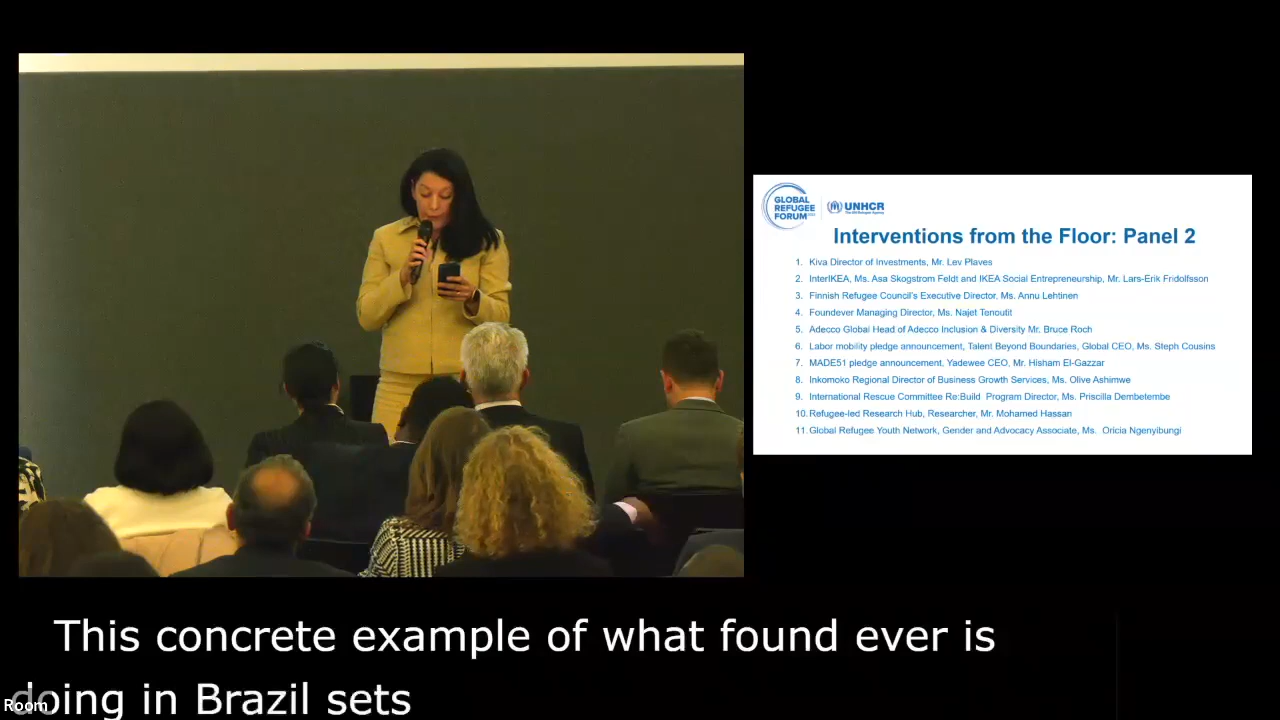 GLOBAL
REFUGEE
FORUM
UNHCR
The UN Refugee Agency
Interventions from the Floor: Panel 2
1. Kiva Director of Investments, Mr. Lev Plaves
2. InterIKEA, Ms. Asa Skogstrom Feldt and IKEA Social Entrepreneurship, Mr. Lars-Erik Fridolfsson
3. Finnish Refugee Council's Executive Director, Ms. Annu Lehtinen
4. Foundever Managing Director, Ms. Najet Tenoutit
5. Adecco Global Head of Adecco Inclusion & Diversity Mr. Bruce Roch
6. Labor mobility pledge announcement, Talent Beyond Boundaries, Global CEO, Ms. Steph Cousins
7. MADE51 pledge announcement, Yadewee CEO, Mr. Hisham El-Gazzar
8. Inkomoko Regional Director of Business Growth Services, Ms. Olive Ashimwe
9. International Rescue Committee Re:Build Program Director, Ms. Priscilla Dembetembe
10. Refugee-led Research Hub, Researcher, Mr. Mohamed Hassan
11. Global Refugee Youth Network, Gender and Advocacy Associate, Ms. Oricia Ngenyibungi
This concrete example of what found ever is
doing in Brazil sets
Room